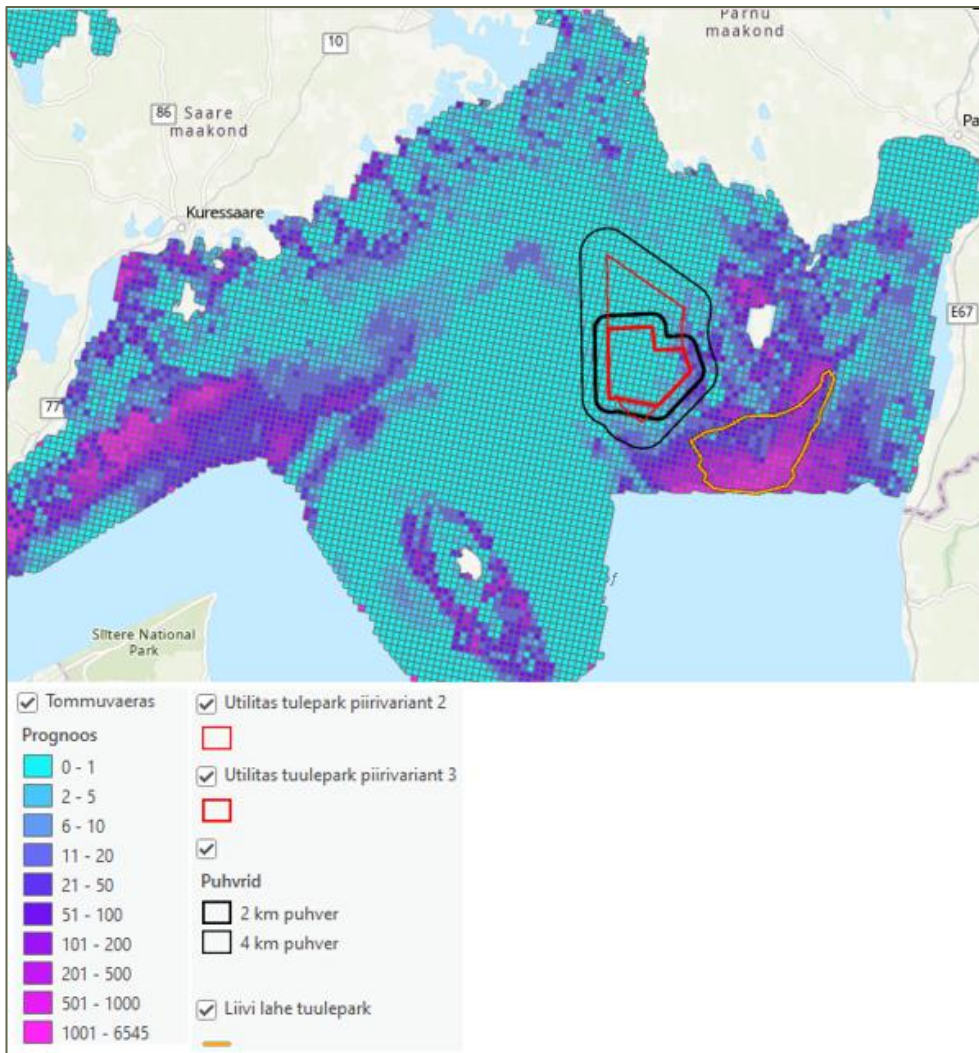 Pärnu
maakond
10
86
Saare
maakond
Pa
Kuressaare
E67
77
Slītere National
Park
Tommuvaeras
Prognoos
0 - 1
2 - 5
6 - 10
11 - 20
21 - 50
51 - 100
101 - 200
201 - 500
501 - 1000
1001 - 6545
Utilitas tulepark piirivariant 2
Utilitas tuulepark piirivariant 3
Puhvrid
2 km puhver
4 km puhver
Liivi lahe tuulepark